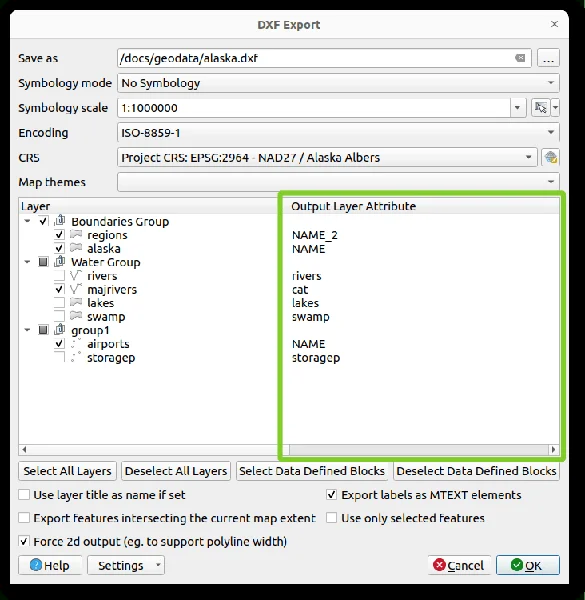 DXF Export
Save as /docs/geodata/alaska.dxf ...
Symbology mode No Symbology
Symbology scale 1:1000000
Encoding ISO-8859-1
CRS Project CRS: EPSG:2964 - NAD27 / Alaska Albers
Map themes
Layer Output Layer Attribute
Boundaries Group
regions NAME_2
alaska NAME
Water Group
rivers rivers
majrivers cat
lakes lakes
swamp swamp
group1
airports NAME
storagep storagep
Select All Layers Deselect All Layers Select Data Defined Blocks Deselect Data Defined Blocks
Use layer title as name if set Export labels as MTEXT elements
Export features intersecting the current map extent Use only selected features
Force 2d output (eg. to support polyline width)
Help Settings Cancel OK